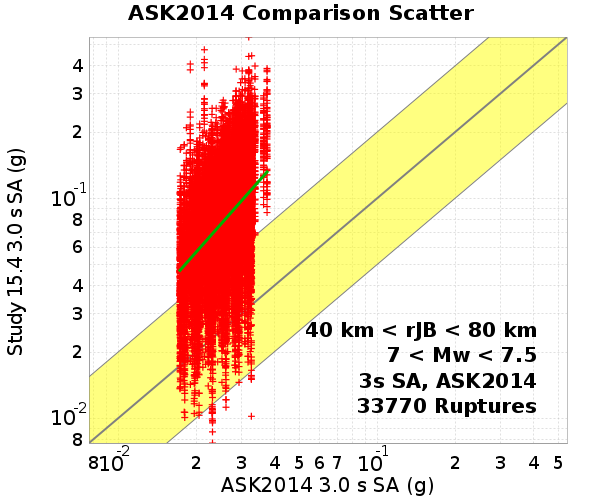 ASK2014 Comparison Scatter
Study 15.4 3.0 s SA (g)
4
3
2
10⁻¹
8
6
4
3
2
10⁻²
8
40 km < rJB < 80 km
7 < Mw < 7.5
3s SA, ASK2014
33770 Ruptures
8 10⁻² 2 3 4 5 6 7 10⁻¹ 2 3 4 5
ASK2014 3.0 s SA (g)